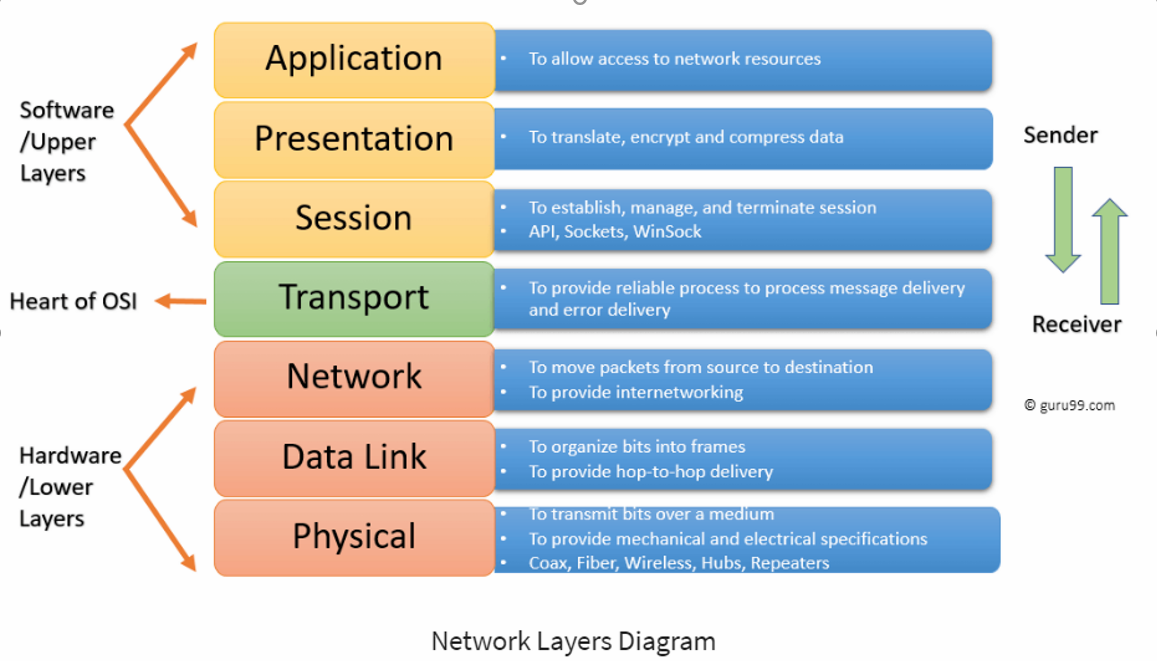 Application
To allow access to network resources
Software
/Upper
Layers
Presentation
To translate, encrypt and compress data
Sender
Session
To establish, manage, and terminate session
API, Sockets, WinSock
Heart of OSI
Transport
To provide reliable process to process message delivery
and error delivery
Receiver
Network
To move packets from source to destination
To provide internetworking
© guru99.com
Hardware
/Lower
Layers
Data Link
To organize bits into frames
To provide hop-to-hop delivery
Physical
To transmit bits over a medium
To provide mechanical and electrical specifications
Coax, Fiber, Wireless, Hubs, Repeaters
Network Layers Diagram